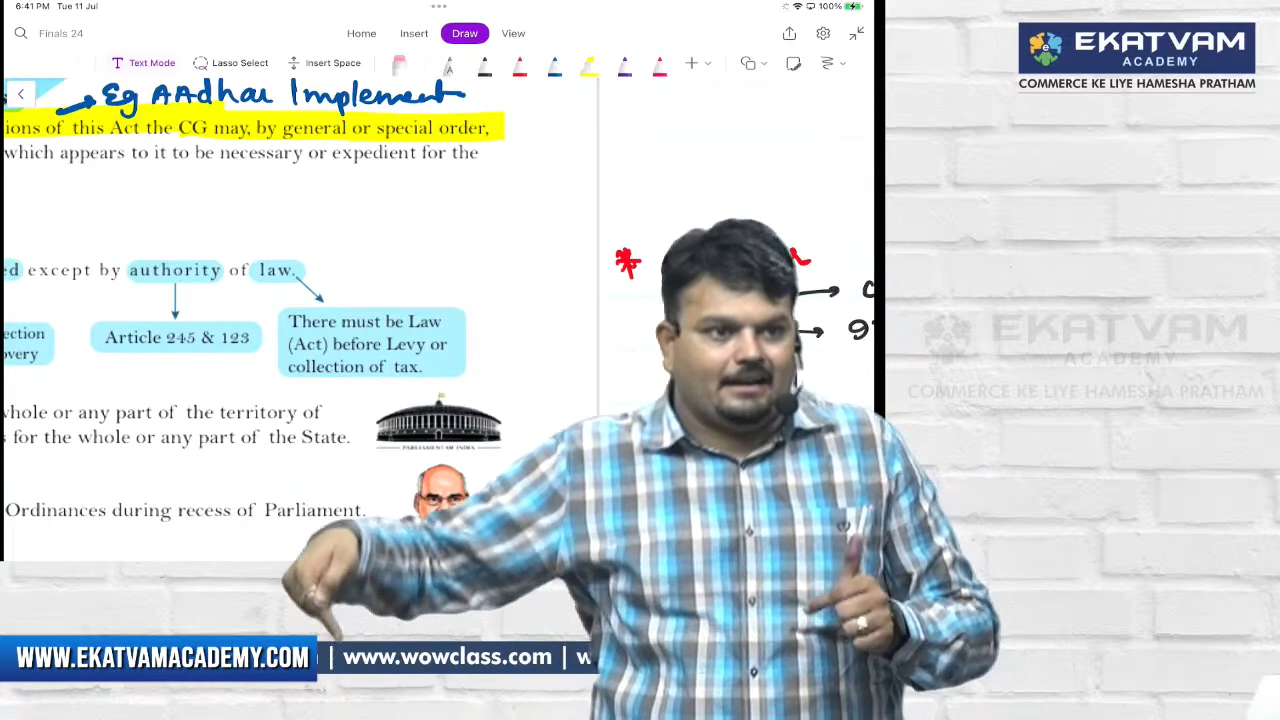 6:41 PM Tue 11 Jul
100%
Finals 24
Home Insert Draw View
Text Mode Lasso Select Insert Space
Eg AAdhar Implement
ions of this Act the CG may, by general or special order,
which appears to it to be necessary or expedient for the
except by authority of law.
Article 245 & 123
There must be Law
(Act) before Levy or
collection of tax.
whole or any part of the territory of
for the whole or any part of the State.
PARLIAMENT OF INDIA
Ordinances during recess of Parliament.
EKATVAM
ACADEMY
COMMERCE KE LIYE HAMESHA PRATHAM
EKATVAM
ACADEMY
COMMERCE KE LIYE HAMESHA PRATHAM
WWW.EKATVAMACADEMY.COM
| www.wowclass.com | w